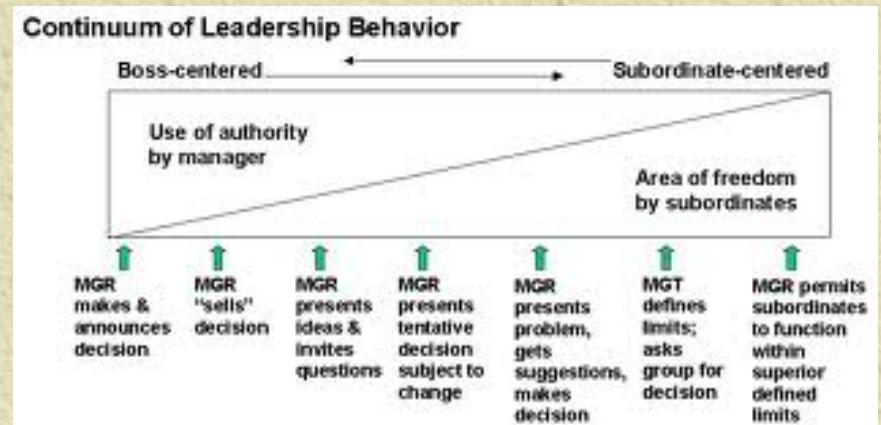 Continuum of Leadership Behavior
Boss-centered
Subordinate-centered
Use of authority
by manager
Area of freedom
by subordinates
MGR
makes &
announces
decision
MGR
"sells"
decision
MGR
presents
ideas &
invites
questions
MGR
presents
tentative
decision
subject to
change
MGR
presents
problem,
gets
suggestions,
makes
decision
MGT
defines
limits;
asks
group for
decision
MGR permits
subordinates
to function
within
superior
defined
limits